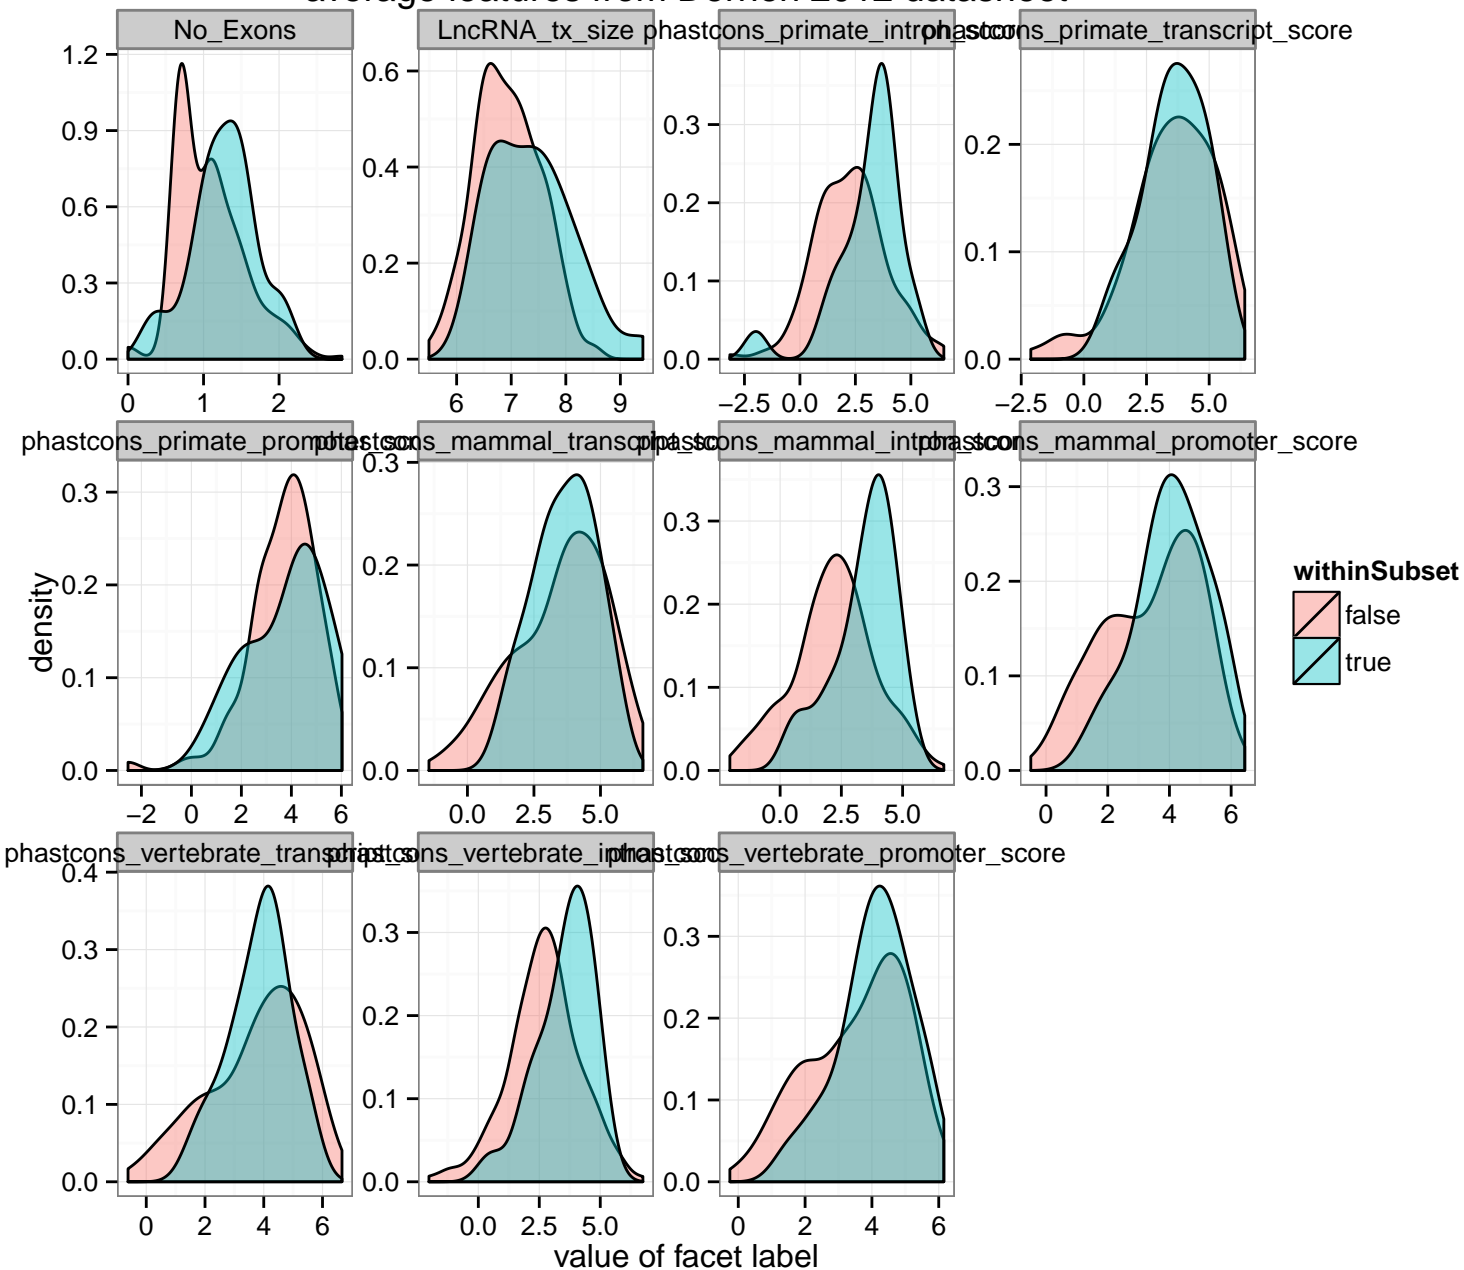 No_Exons
LncRNA_tx_size
phastcons_primate_intron_score
phastcons_primate_transcript_score
1.2
0.9
0.6
0.3
0.0
0.6
0.4
0.2
0.0
0.3
0.2
0.1
0.0
0.2
0.1
0.0
0 1 2
6 7 8 9
−2.5 0.0 2.5 5.0
−2.5 0.0 2.5 5.0
phastcons_primate_promoter_score
phastcons_mammal_transcript_score
phastcons_mammal_intron_score
phastcons_mammal_promoter_score
0.3
0.2
0.1
0.0
0.3
0.2
0.1
0.0
0.3
0.2
0.1
0.0
0.3
0.2
0.1
0.0
−2 0 2 4 6
0.0 2.5 5.0
0.0 2.5 5.0
0 2 4 6
density
withinSubset
false
true
phastcons_vertebrate_transcript_score
phastcons_vertebrate_intron_score
phastcons_vertebrate_promoter_score
0.4
0.3
0.2
0.1
0.0
0.3
0.2
0.1
0.0
0.3
0.2
0.1
0.0
0 2 4 6
0.0 2.5 5.0
0 2 4 6
value of facet label